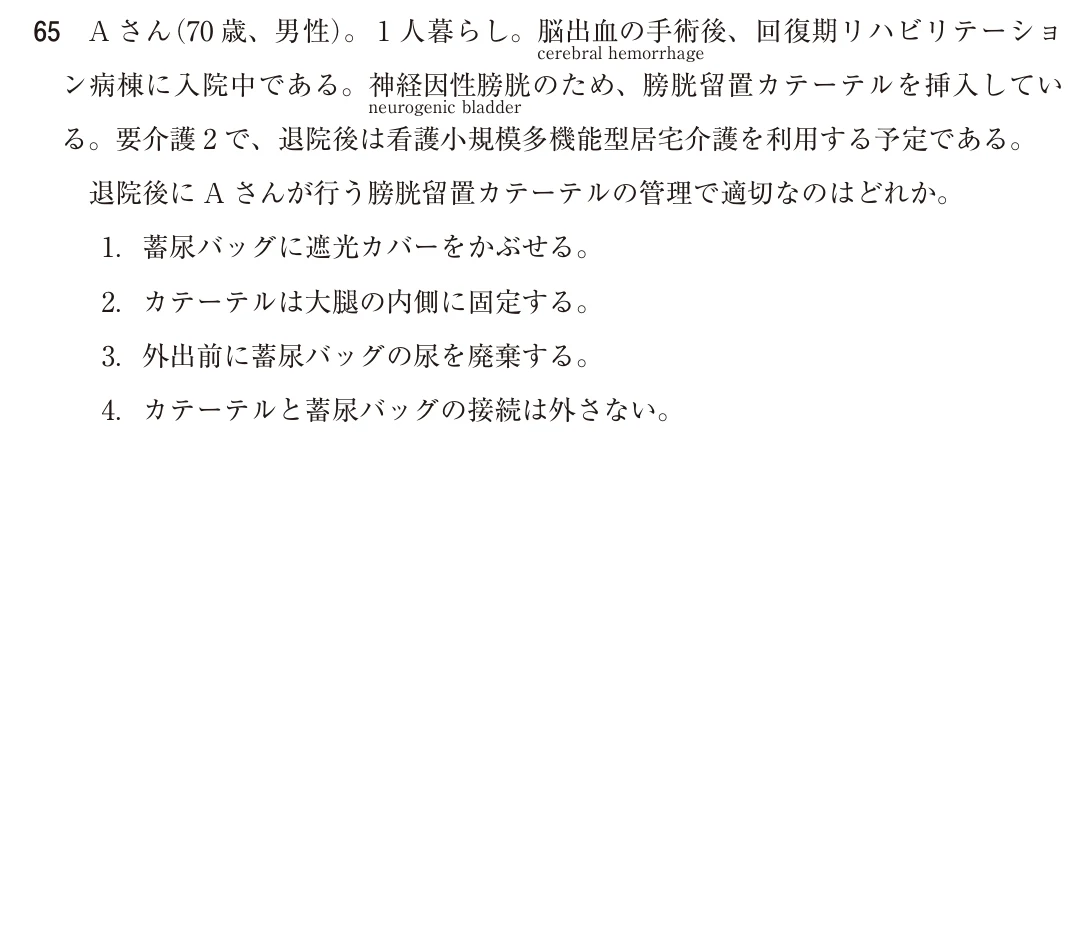 65 Aさん(70歳、男性)。1人暮らし。脳出血の手術後、回復期リハビリテーショ
cerebral hemorrhage
ン病棟に入院中である。神経因性膀胱のため、膀胱留置カテーテルを挿入してい
neurogenic bladder
る。要介護2で、退院後は看護小規模多機能型居宅介護を利用する予定である。
退院後にAさんが行う膀胱留置カテーテルの管理で適切なのはどれか。
1. 蓄尿バッグに遮光カバーをかぶせる。
2. カテーテルは大腿の内側に固定する。
3. 外出前に蓄尿バッグの尿を廃棄する。
4. カテーテルと蓄尿バッグの接続は外さない。